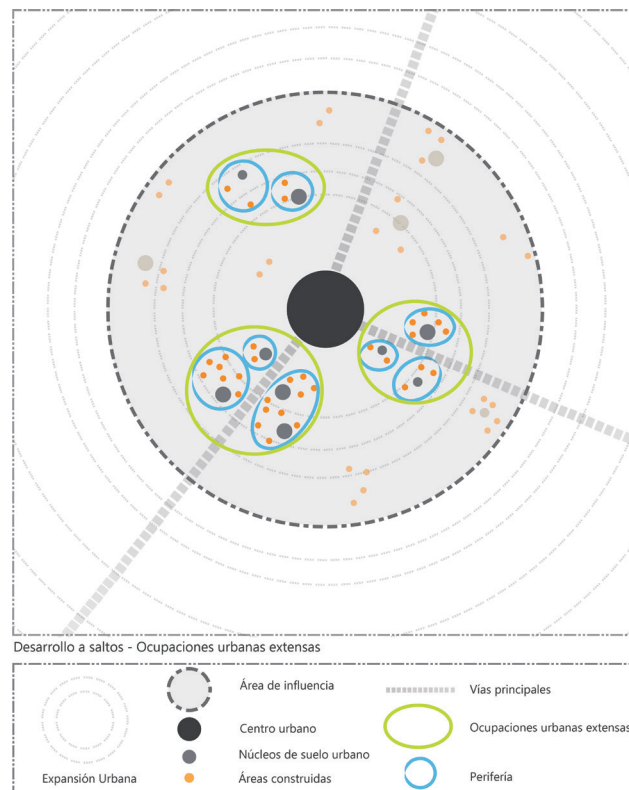 Desarrollo a saltos - Ocupaciones urbanas extensas
Área de influencia
Vías principales
Centro urbano
Ocupaciones urbanas extensas
Núcleos de suelo urbano
Expansión Urbana
Áreas construidas
Perifería